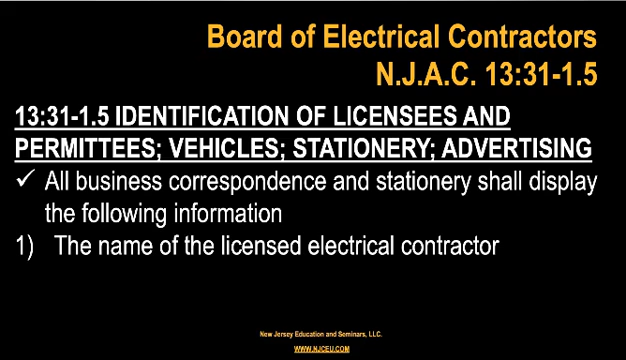 Board of Electrical Contractors
N.J.A.C. 13:31-1.5
13:31-1.5 IDENTIFICATION OF LICENSEES AND
PERMITTEES; VEHICLES; STATIONERY; ADVERTISING
✓ All business correspondence and stationery shall display
the following information
1) The name of the licensed electrical contractor
New Jersey Education and Seminars, LLC.
WWW.NJCEU.COM